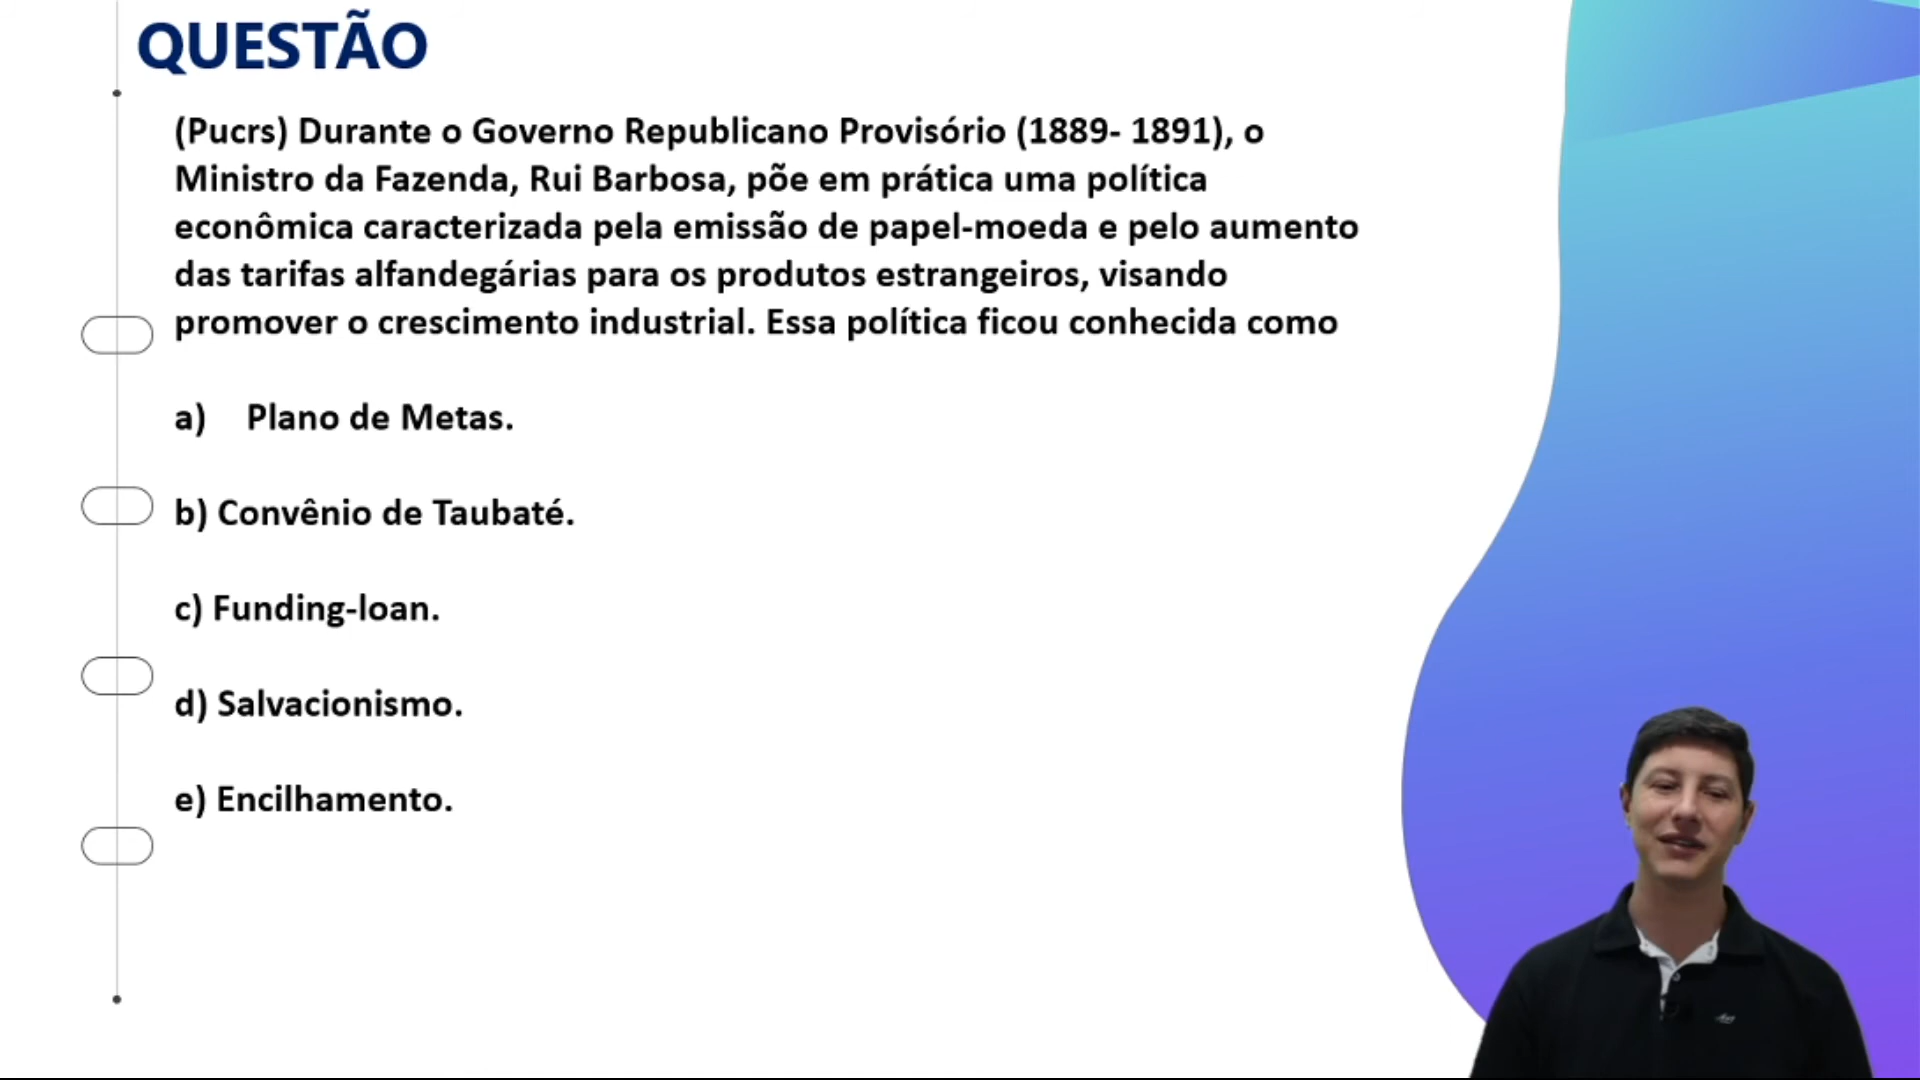 QUESTÃO
(Pucrs) Durante o Governo Republicano Provisório (1889- 1891), o
Ministro da Fazenda, Rui Barbosa, põe em prática uma política
econômica caracterizada pela emissão de papel-moeda e pelo aumento
das tarifas alfandegárias para os produtos estrangeiros, visando
promover o crescimento industrial. Essa política ficou conhecida como
a) Plano de Metas.
b) Convênio de Taubaté.
c) Funding-loan.
d) Salvacionismo.
e) Encilhamento.